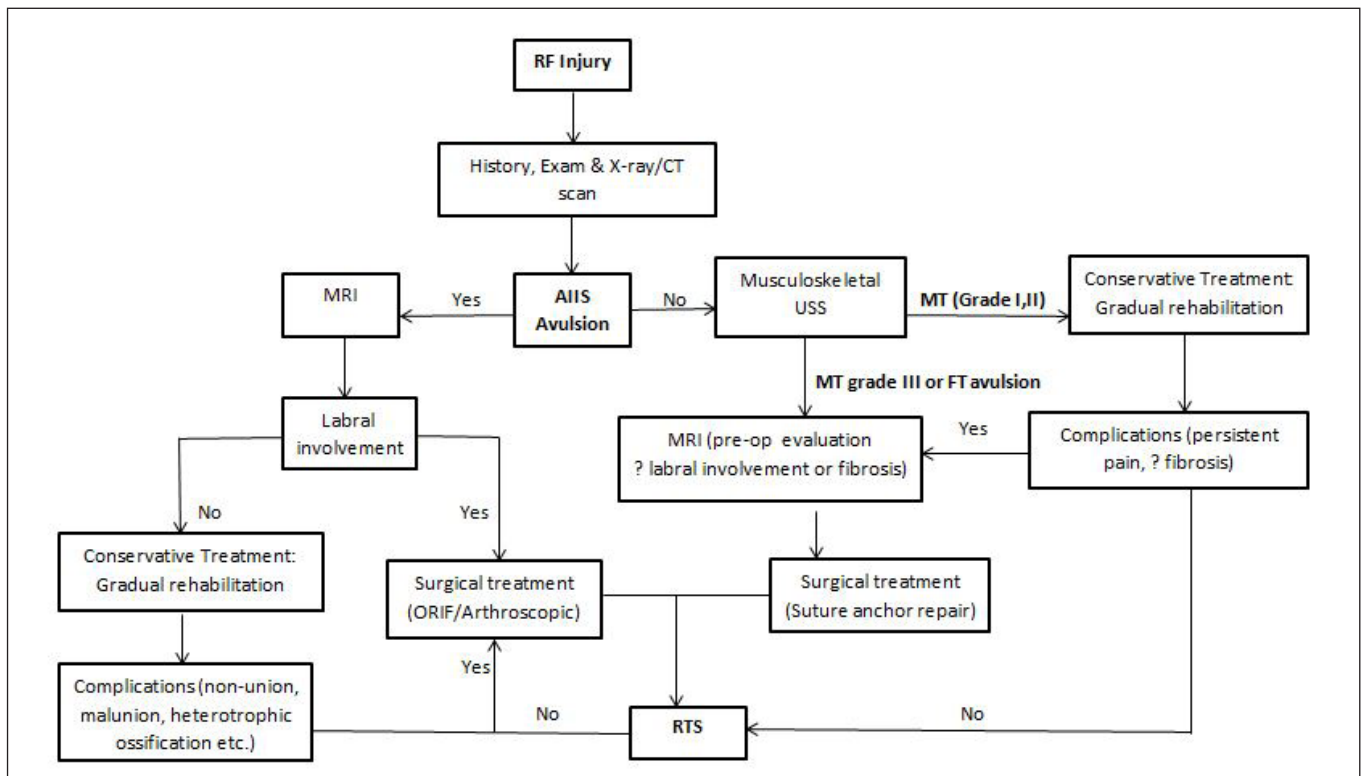 RF Injury
History, Exam & X-ray/CT
scan
MRI
Yes
AIIS
Avulsion
No
Musculoskeletal
USS
MT (Grade I,II)
Conservative Treatment:
Gradual rehabilitation
MT grade III or FT avulsion
Labral
involvement
MRI (pre-op evaluation
? labral involvement or fibrosis)
Yes
Complications (persistent
pain, ? fibrosis)
No
Yes
Conservative Treatment:
Gradual rehabilitation
Surgical treatment
(ORIF/Arthroscopic)
Surgical treatment
(Suture anchor repair)
Yes
Complications (non-union,
malunion, heterotrophic
ossification etc.)
No
RTS
No